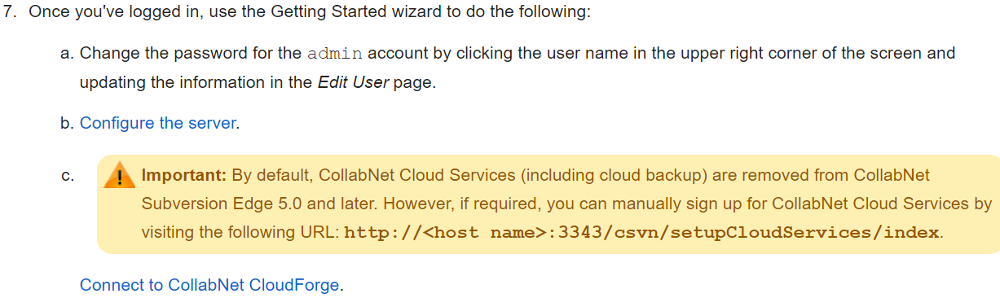 7. Once you've logged in, use the Getting Started wizard to do the following:
a. Change the password for the admin account by clicking the user name in the upper right corner of the screen and
updating the information in the Edit User page.
b. Configure the server.
c. Important: By default, CollabNet Cloud Services (including cloud backup) are removed from CollabNet
Subversion Edge 5.0 and later. However, if required, you can manually sign up for CollabNet Cloud Services by
visiting the following URL: http://<host name>:3343/csvn/setupCloudServices/index.
Connect to CollabNet CloudForge.